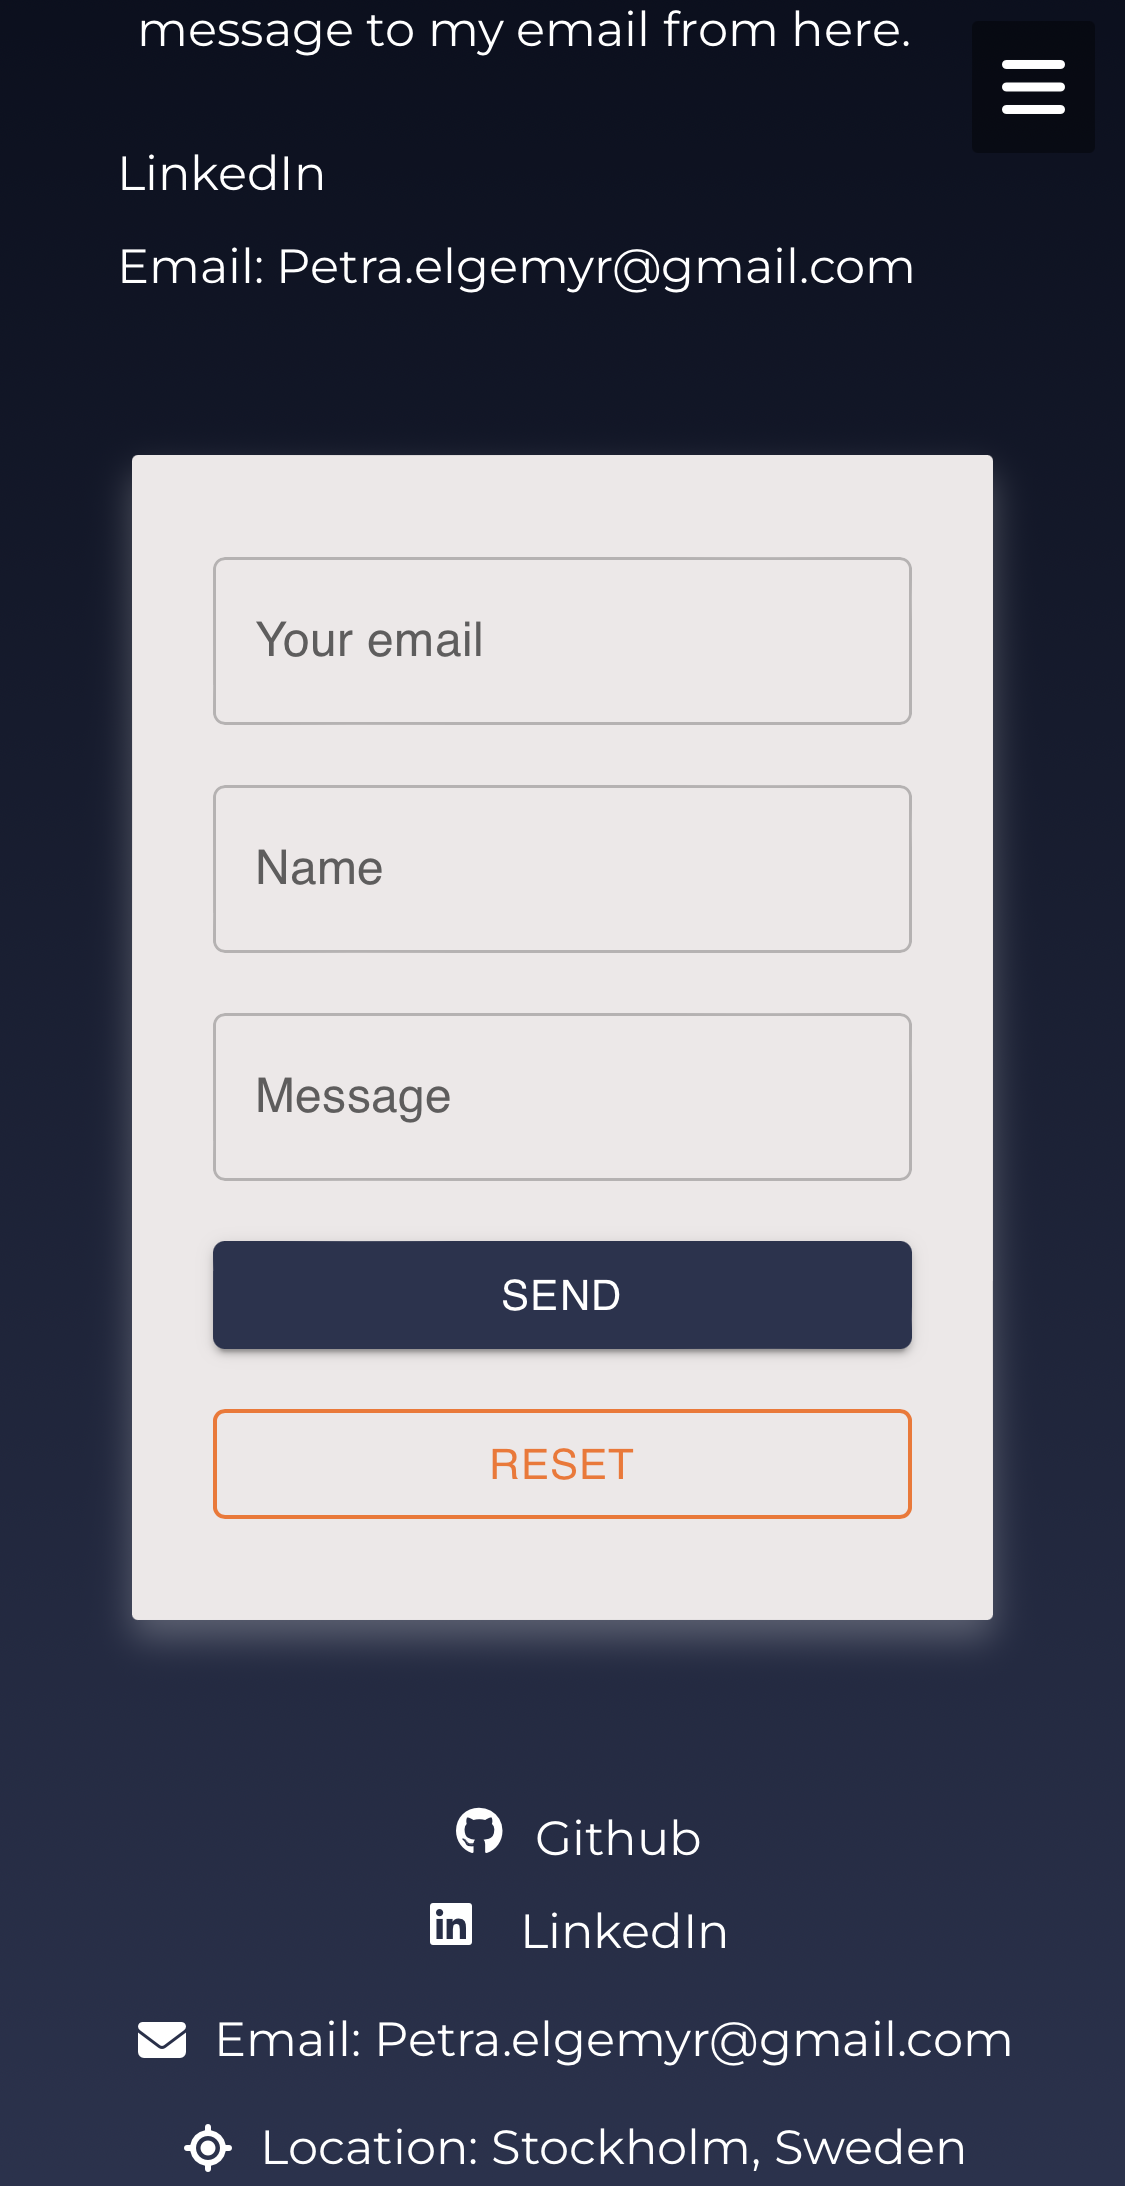 message to my email from here.
LinkedIn
Email: Petra.elgemyr@gmail.com
Your email
Name
Message
SEND
RESET
Github
in LinkedIn
Email: Petra.elgemyr@gmail.com
Location: Stockholm, Sweden